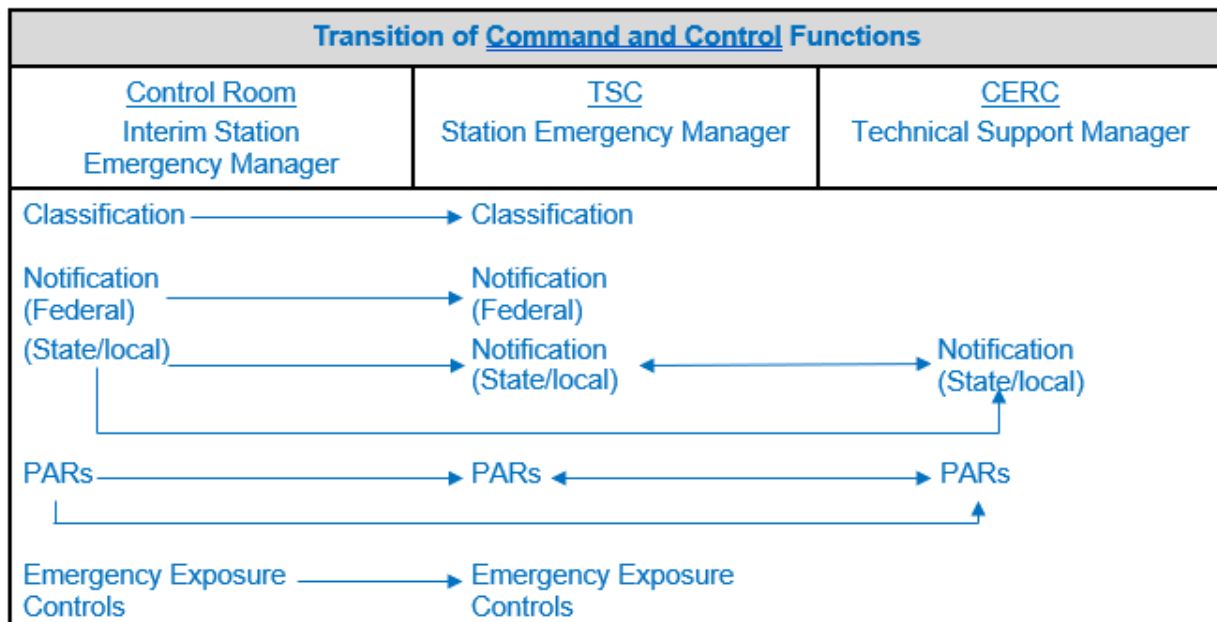 Transition of Command and Control Functions
Control Room
Interim Station
Emergency Manager
TSC
Station Emergency Manager
CERC
Technical Support Manager
Classification
Classification
Notification
(Federal)
Notification
(Federal)
(State/local)
Notification
(State/local)
Notification
(State/local)
PARs
PARs
PARs
Emergency Exposure
Controls
Emergency Exposure
Controls